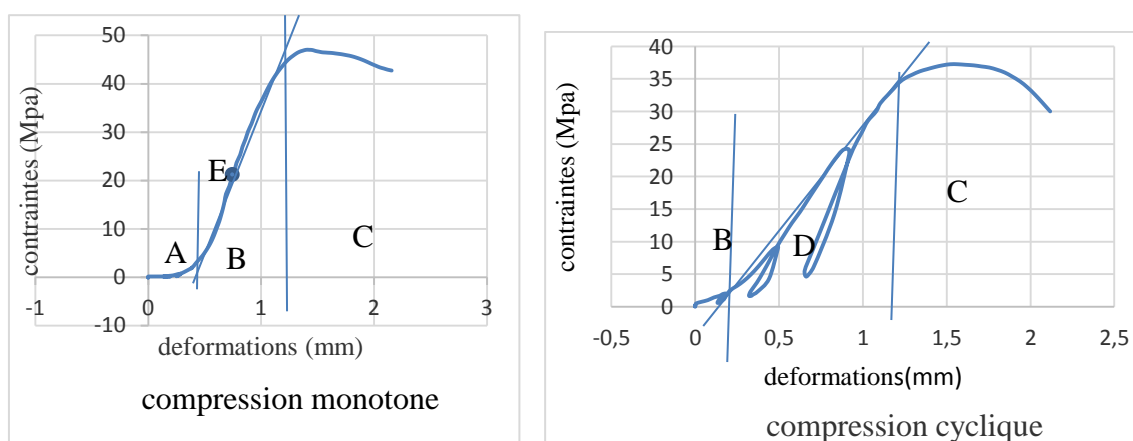 50
40
30
20
10
0
-10
-1
0
1
2
3
contraintes (Mpa)
A
B
C
E
deformations (mm)
compression monotone
40
35
30
25
20
15
10
5
0
-0,5
0
0,5
1
1,5
2
2,5
contraintes (Mpa)
B
D
C
deformations(mm)
compression cyclique